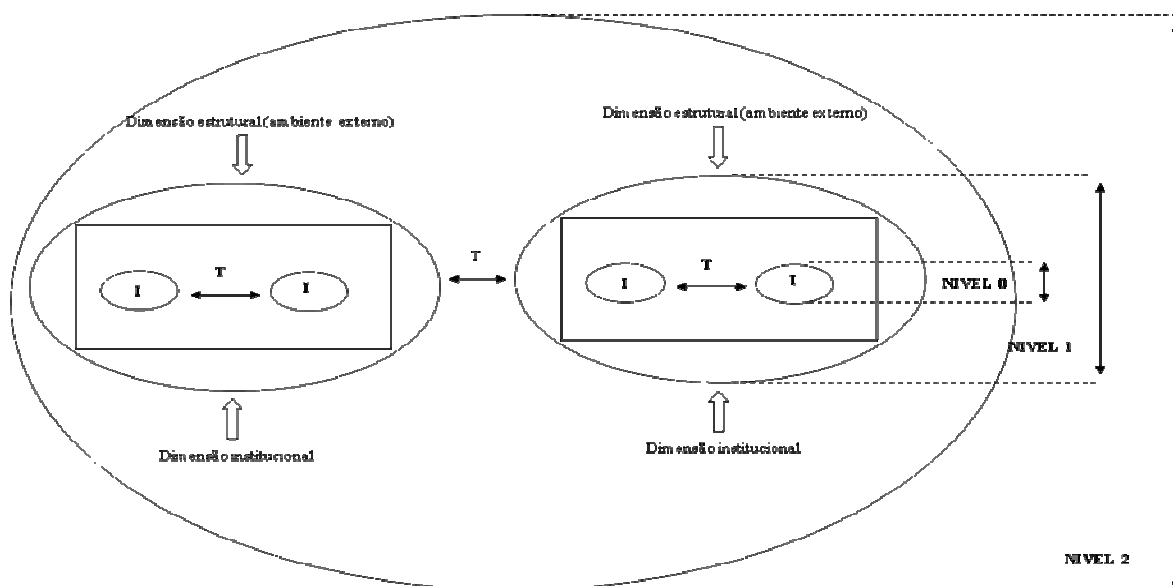 Dimensão estrutural (ambiente externo)
Dimensão estrutural (ambiente externo)
T
T
T
I
I
I
I
NIVEL 0
NIVEL 1
Dimensão institucional
Dimensão institucional
NIVEL 2